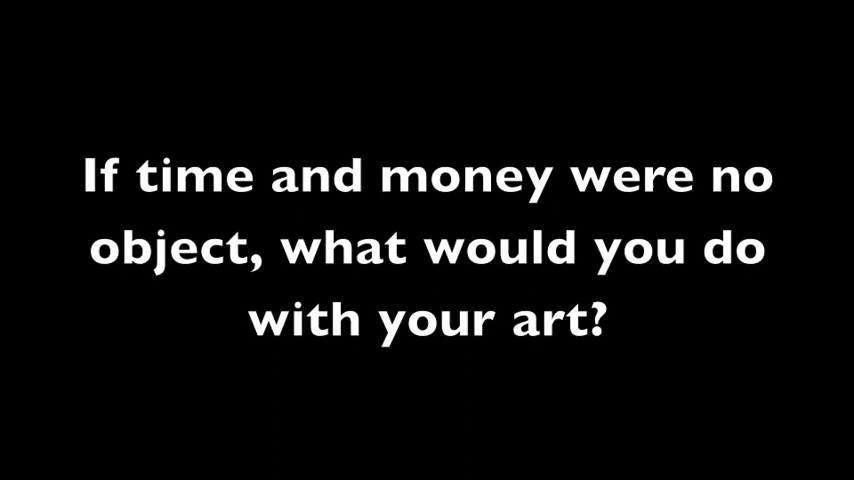 If time and money were no
object, what would you do
with your art?